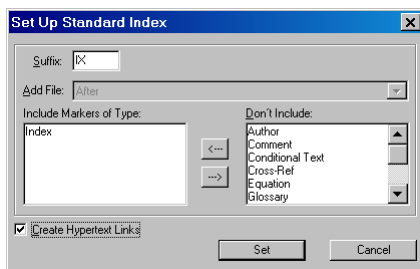 Set Up Standard Index
Suffix: IX
Add File: After
Include Markers of Type:
Index
<---
--->
Don't Include:
Author
Comment
Conditional Text
Cross-Ref
Equation
Glossary
Create Hypertext Links
Set
Cancel